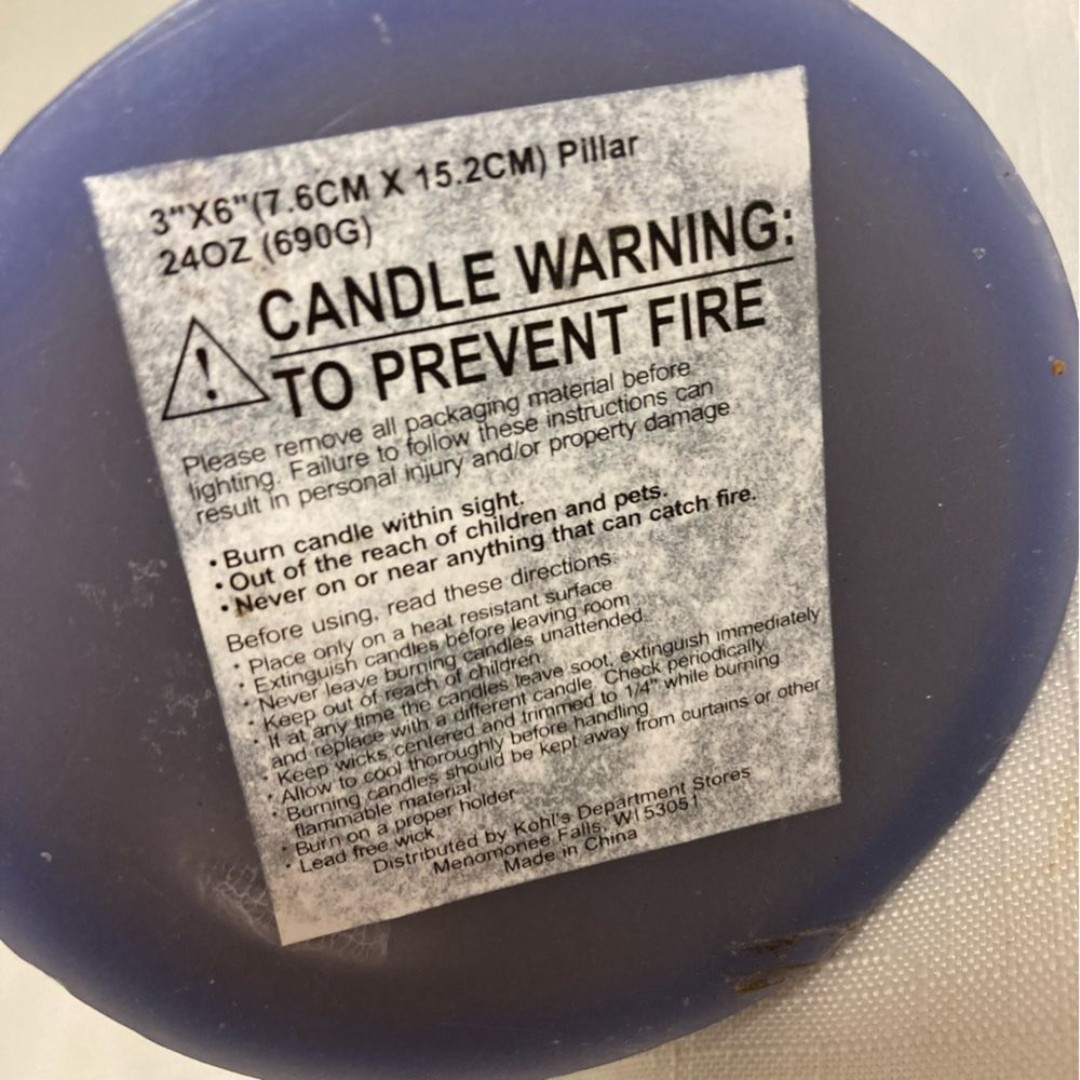 3"X6"(7.6CM X 15.2CM) Pillar
24OZ (690G)
CANDLE WARNING:
TO PREVENT FIRE
Please remove all packaging material before
lighting. Failure to follow these instructions can
result in personal injury and/or property damage
• Burn candle within sight.
• Out of the reach of children and pets.
• Never on or near anything that can catch fire.
Before using, read these directions.
• Place only on a heat resistant surface
• Extinguish candles before leaving room
• Never leave burning candles unattended.
• Keep out of reach of children.
• If at any time the candles leave soot, extinguish immediately
and replace with a different candle. Check periodically.
• Keep wicks centered and trimmed to 1/4" while burning
• Allow to cool thoroughly before handling
• Burning candles should be kept away from curtains or other
flammable material.
• Burn on a proper holder
• Lead free wick
Distributed by Kohl's Department Stores
Menomonee Falls, WI 53051
Made in China